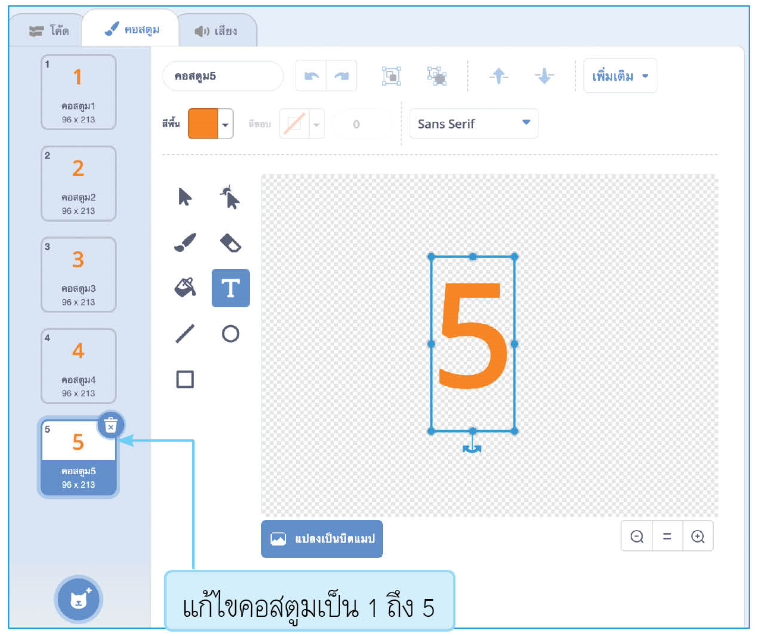 โค้ด
คอสตูม
เสียง
1
1
คอสตูม1
96 x 213
2
2
คอสตูม2
96 x 213
3
3
คอสตูม3
96 x 213
4
4
คอสตูม4
96 x 213
5
5
คอสตูม5
96 x 213
คอสตูม5
เพิ่มเติม
สีพื้น
สีขอบ
0
Sans Serif
T
5
แปลงเป็นบิตแมป
แก้ไขคอสตูมเป็น 1 ถึง 5